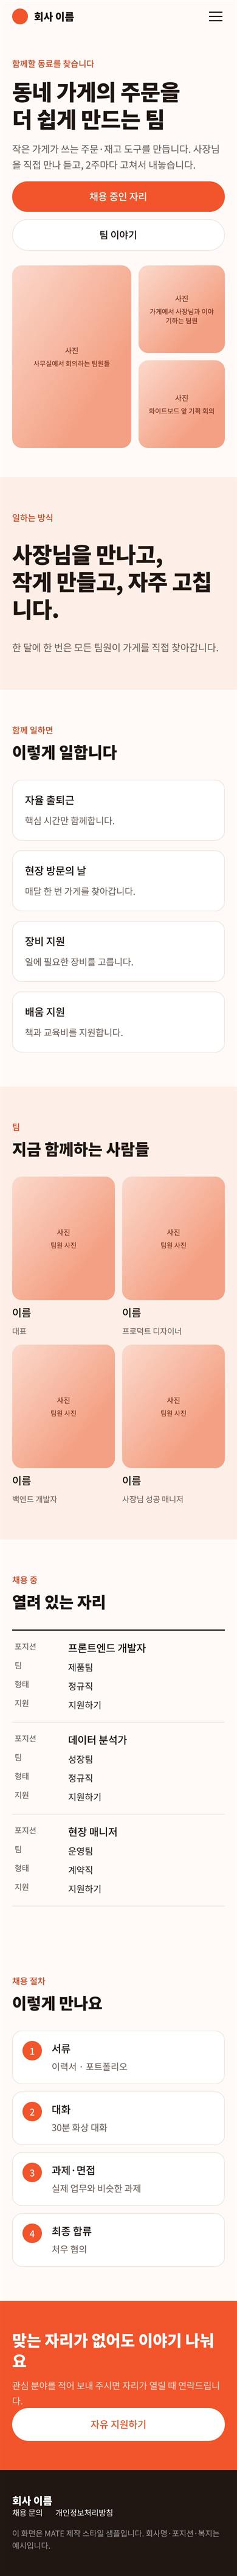 회사 이름
함께할 동료를 찾습니다
동네 가게의 주문을
더 쉽게 만드는 팀
작은 가게가 쓰는 주문·재고 도구를 만듭니다. 사장님
을 직접 만나 듣고, 2주마다 고쳐서 내놓습니다.
채용 중인 자리
팀 이야기
사진
사무실에서 회의하는 팀원들
사진
가게에서 사장님과 이야
기하는 팀원
사진
화이트보드 앞 기획 회의
일하는 방식
사장님을 만나고,
작게 만들고, 자주 고칩
니다.
한 달에 한 번은 모든 팀원이 가게를 직접 찾아갑니다.
함께 일하면
이렇게 일합니다
자율 출퇴근
핵심 시간만 함께합니다.
현장 방문의 날
매달 한 번 가게를 찾아갑니다.
장비 지원
일에 필요한 장비를 고릅니다.
배움 지원
책과 교육비를 지원합니다.
팀
지금 함께하는 사람들
사진
팀원 사진
이름
대표
사진
팀원 사진
이름
프로덕트 디자이너
사진
팀원 사진
이름
백엔드 개발자
사진
팀원 사진
이름
사장님 성공 매니저
채용 중
열려 있는 자리
포지션 프론트엔드 개발자
팀 제품팀
형태 정규직
지원 지원하기
포지션 데이터 분석가
팀 성장팀
형태 정규직
지원 지원하기
포지션 현장 매니저
팀 운영팀
형태 계약직
지원 지원하기
채용 절차
이렇게 만나요
1 서류
이력서 · 포트폴리오
2 대화
30분 화상 대화
3 과제·면접
실제 업무와 비슷한 과제
4 최종 합류
처우 협의
맞는 자리가 없어도 이야기 나눠
요
관심 분야를 적어 보내 주시면 자리가 열릴 때 연락드립니
다.
자유 지원하기
회사 이름
채용 문의 개인정보처리방침
이 화면은 MATE 제작 스타일 샘플입니다. 회사명·포지션·복지는
예시입니다.